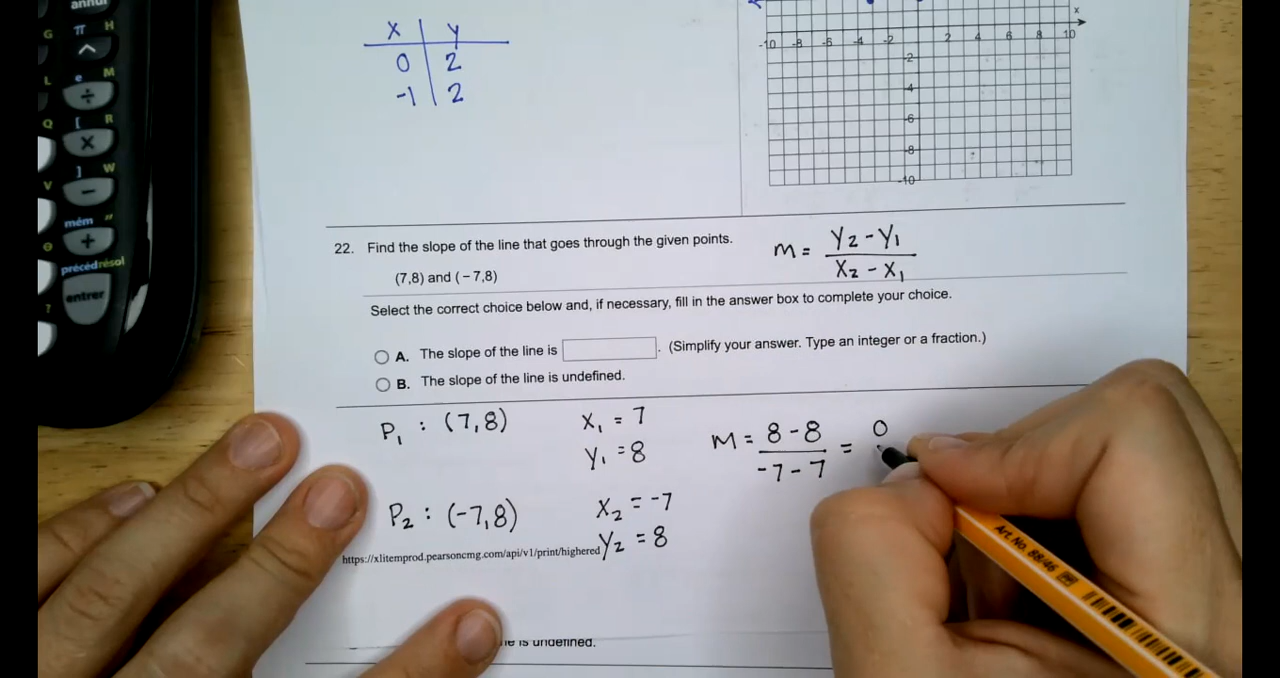 annul
G π H
^
L e M
÷
Q [ R
×
V ] W
−
mém "
θ +
précéd résol
entrer
?
X Y
0 2
-1 2
x
-10 -8 -6 -4 -2 2 4 6 8 10
-2
-4
-6
-8
-10
22. Find the slope of the line that goes through the given points.
(7,8) and (−7,8)
m = Y2 - Y1
X2 - X1
Select the correct choice below and, if necessary, fill in the answer box to complete your choice.
A. The slope of the line is . (Simplify your answer. Type an integer or a fraction.)
B. The slope of the line is undefined.
P1 : (7,8)
X1 = 7
Y1 = 8
M = 8 - 8 = 0
-7 - 7
P2 : (-7,8)
X2 = -7
Y2 = 8
https://xlitemprod.pearsoncmg.com/api/v1/print/highered
is undefined.
Art. No. 88/46